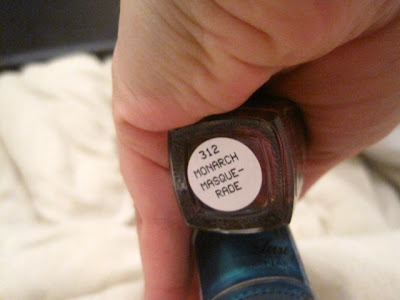 312
MONARCH
MASQUE-
RADE